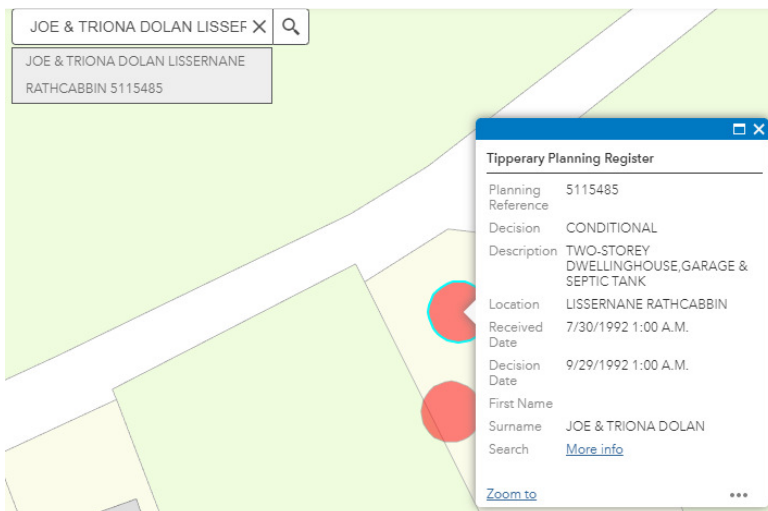 JOE & TRIONA DOLAN LISSER
JOE & TRIONA DOLAN LISSERNANE
RATHCABBIN 5115485
Tipperary Planning Register
Planning Reference 5115485
Decision CONDITIONAL
Description TWO-STOREY
DWELLINGHOUSE,GARAGE &
SEPTIC TANK
Location LISSERNANE RATHCABBIN
Received Date 7/30/1992 1:00 A.M.
Decision Date 9/29/1992 1:00 A.M.
First Name
Surname JOE & TRIONA DOLAN
Search More info
Zoom to